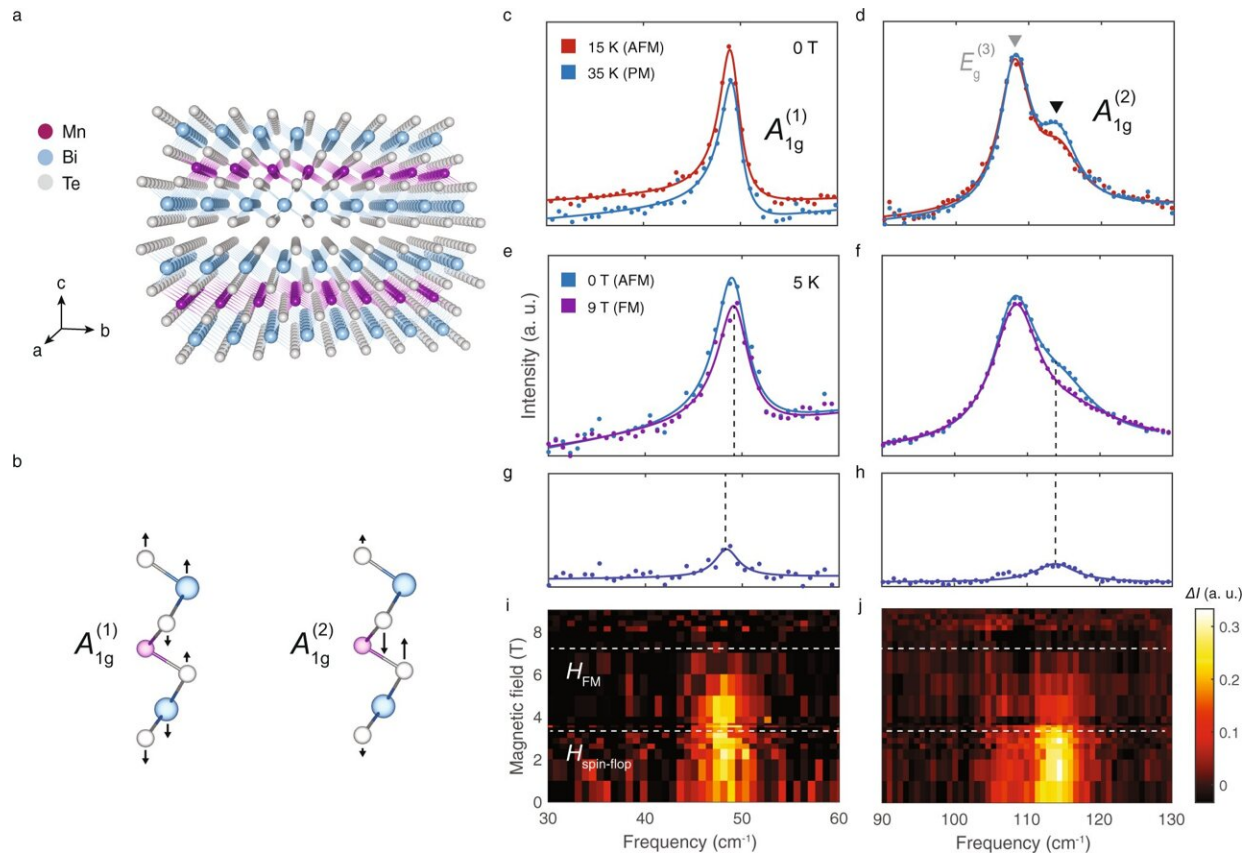 a
Mn
Bi
Te
c
a
b
b
A1g(1)
A1g(2)
c
15 K (AFM)
35 K (PM)
0 T
A1g(1)
d
Eg(3)
A1g(2)
e
0 T (AFM)
9 T (FM)
5 K
f
Intensity (a. u.)
g
h
i
j
HFM
Hspin-flop
Magnetic field (T)
8
6
4
2
0
30
40
50
60
Frequency (cm-1)
90
100
110
120
130
Frequency (cm-1)
ΔI (a. u.)
0.3
0.2
0.1
0